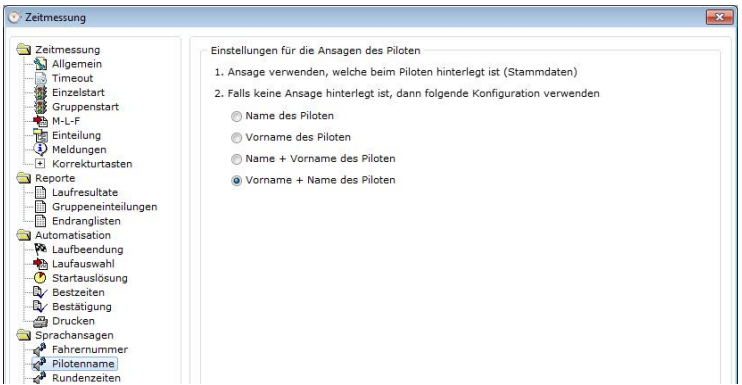 Zeitmessung
Zeitmessung
Allgemein
Timeout
Einzelstart
Gruppenstart
M-L-F
Einteilung
Meldungen
Korrekturtasten
Reporte
Laufresultate
Gruppeneinteilungen
Endranglisten
Automatisation
Laufbeendung
Laufauswahl
Startauslösung
Bestzeiten
Bestätigung
Drucken
Sprachansagen
Fahrernummer
Pilotenname
Rundenzeiten
Einstellungen für die Ansagen des Piloten
1. Ansage verwenden, welche beim Piloten hinterlegt ist (Stammdaten)
2. Falls keine Ansage hinterlegt ist, dann folgende Konfiguration verwenden
Name des Piloten
Vorname des Piloten
Name + Vorname des Piloten
Vorname + Name des Piloten